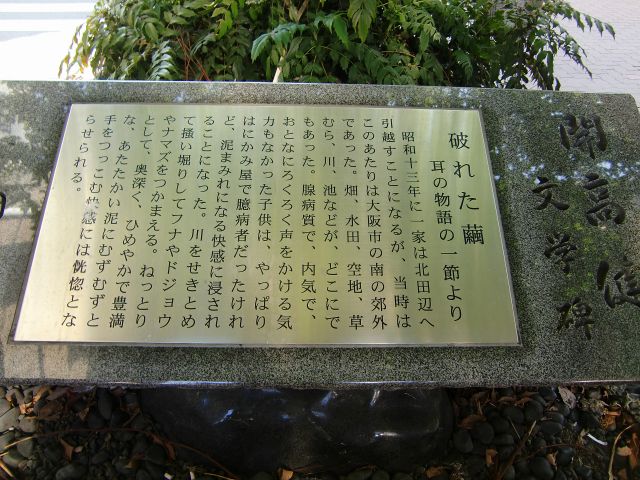 開高健
文学碑
破れた繭
耳の物語の一節より
昭和十三年に一家は北田辺へ
引越すことになるが、当時は
このあたりは大阪市の南の郊外
であった。畑、水田、空地、草
むら、川、池などが、どこにで
もあった。腺病質で、内気で、
おとなにろくろく声をかける気
力もなかった子供は、やっぱり
はにかみ屋で臆病者だったけれ
ど、泥まみれになる快感に浸され
ることになった。川をせきとめ
て掻い堀りしてフナやドジョウ
やナマズをつかまえる。ねっとり
として、奥深く、ひめやかで豊満
な、あたたかい泥にむずむずと
手をつっこむ快感には恍惚とな
らせられる。